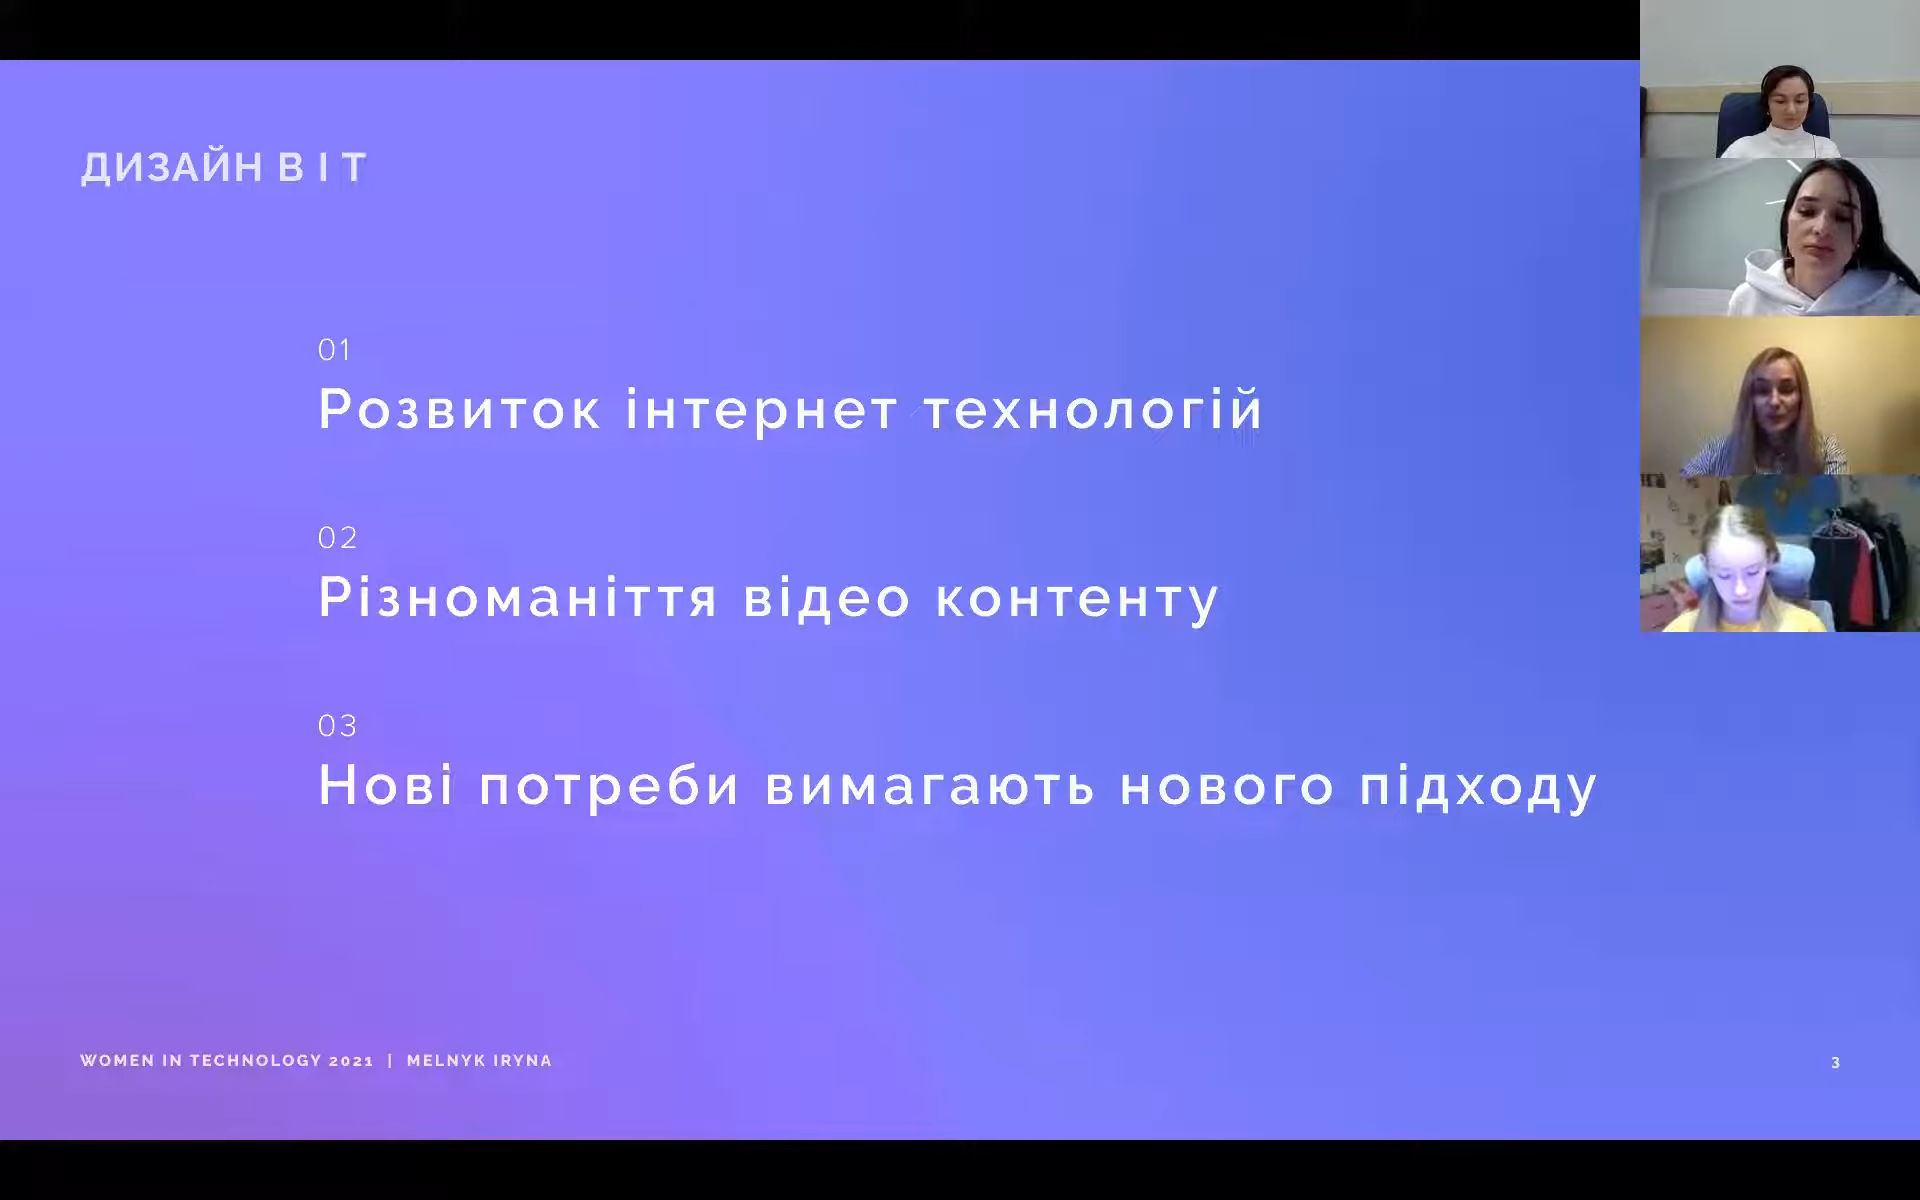 ДИЗАЙН В І Т
01
Розвиток інтернет технологій
02
Різноманіття відео контенту
03
Нові потреби вимагають нового підходу
WOMEN IN TECHNOLOGY 2021 | MELNYK IRYNA
3